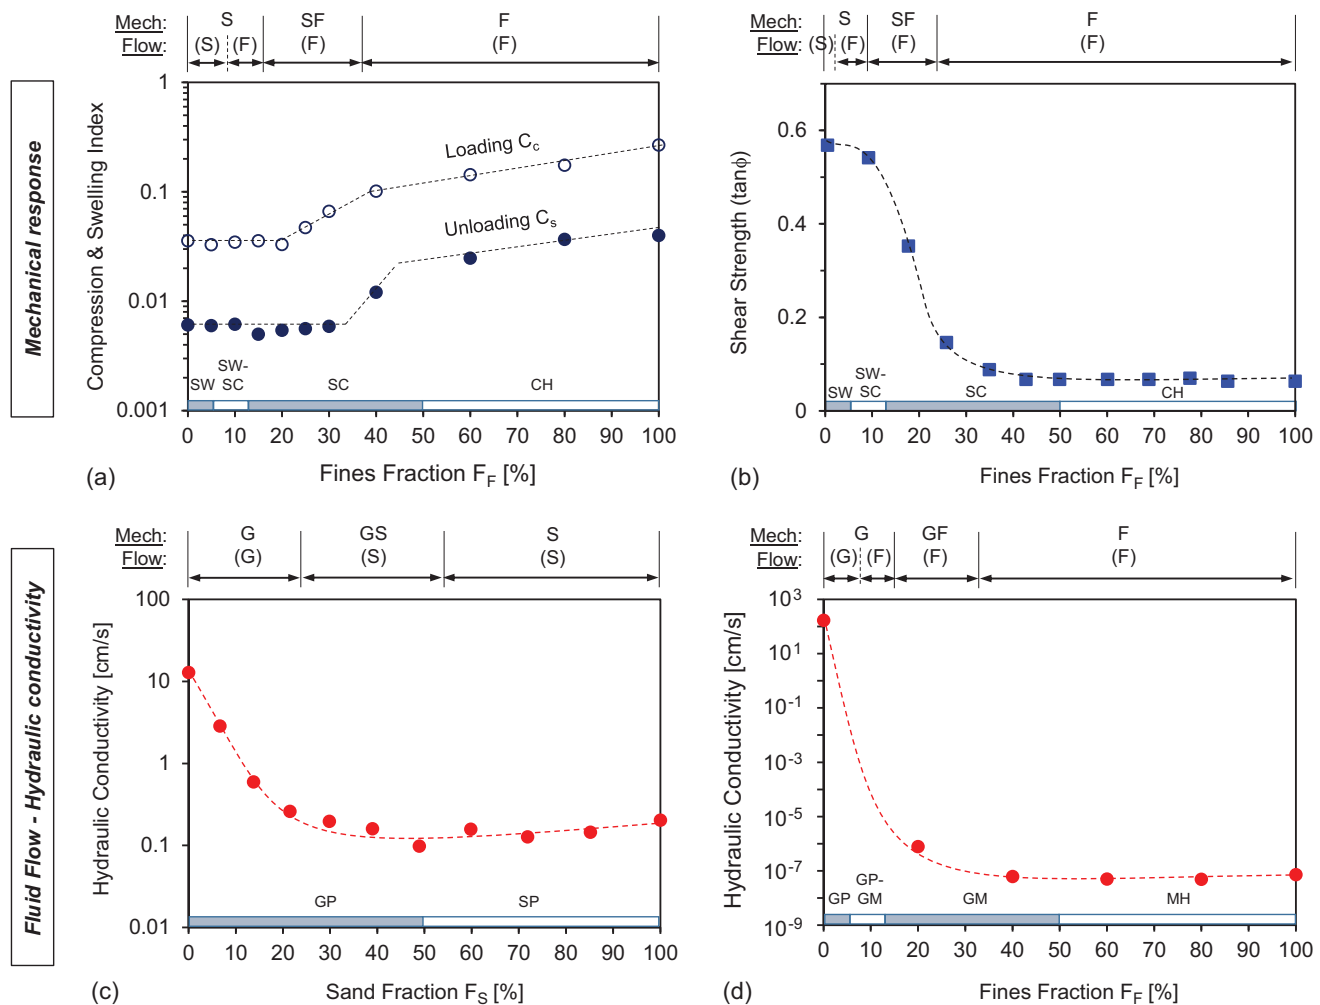 Mechanical response
Mech:
Flow:
S
SF
F
(S)
(F)
(F)
(F)
Compression & Swelling Index
1
0.1
0.01
0.001
Loading Cc
Unloading Cs
SW
SW-
SC
SC
CH
0 10 20 30 40 50 60 70 80 90 100
(a)
Fines Fraction FF [%]
Mech:
Flow:
S
SF
F
(S)
(F)
(F)
(F)
Shear Strength (tanϕ)
0.6
0.4
0.2
0
SW
SW-
SC
SC
CH
0 10 20 30 40 50 60 70 80 90 100
(b)
Fines Fraction FF [%]
Fluid Flow - Hydraulic conductivity
Mech:
Flow:
G
GS
S
(G)
(S)
(S)
Hydraulic Conductivity [cm/s]
100
10
1
0.1
0.01
GP
SP
0 10 20 30 40 50 60 70 80 90 100
(c)
Sand Fraction FS [%]
Mech:
Flow:
G
GF
F
(G)
(F)
(F)
(F)
Hydraulic Conductivity [cm/s]
10³
10¹
10⁻¹
10⁻³
10⁻⁵
10⁻⁷
10⁻⁹
GP
GP-
GM
GM
MH
0 10 20 30 40 50 60 70 80 90 100
(d)
Fines Fraction FF [%]